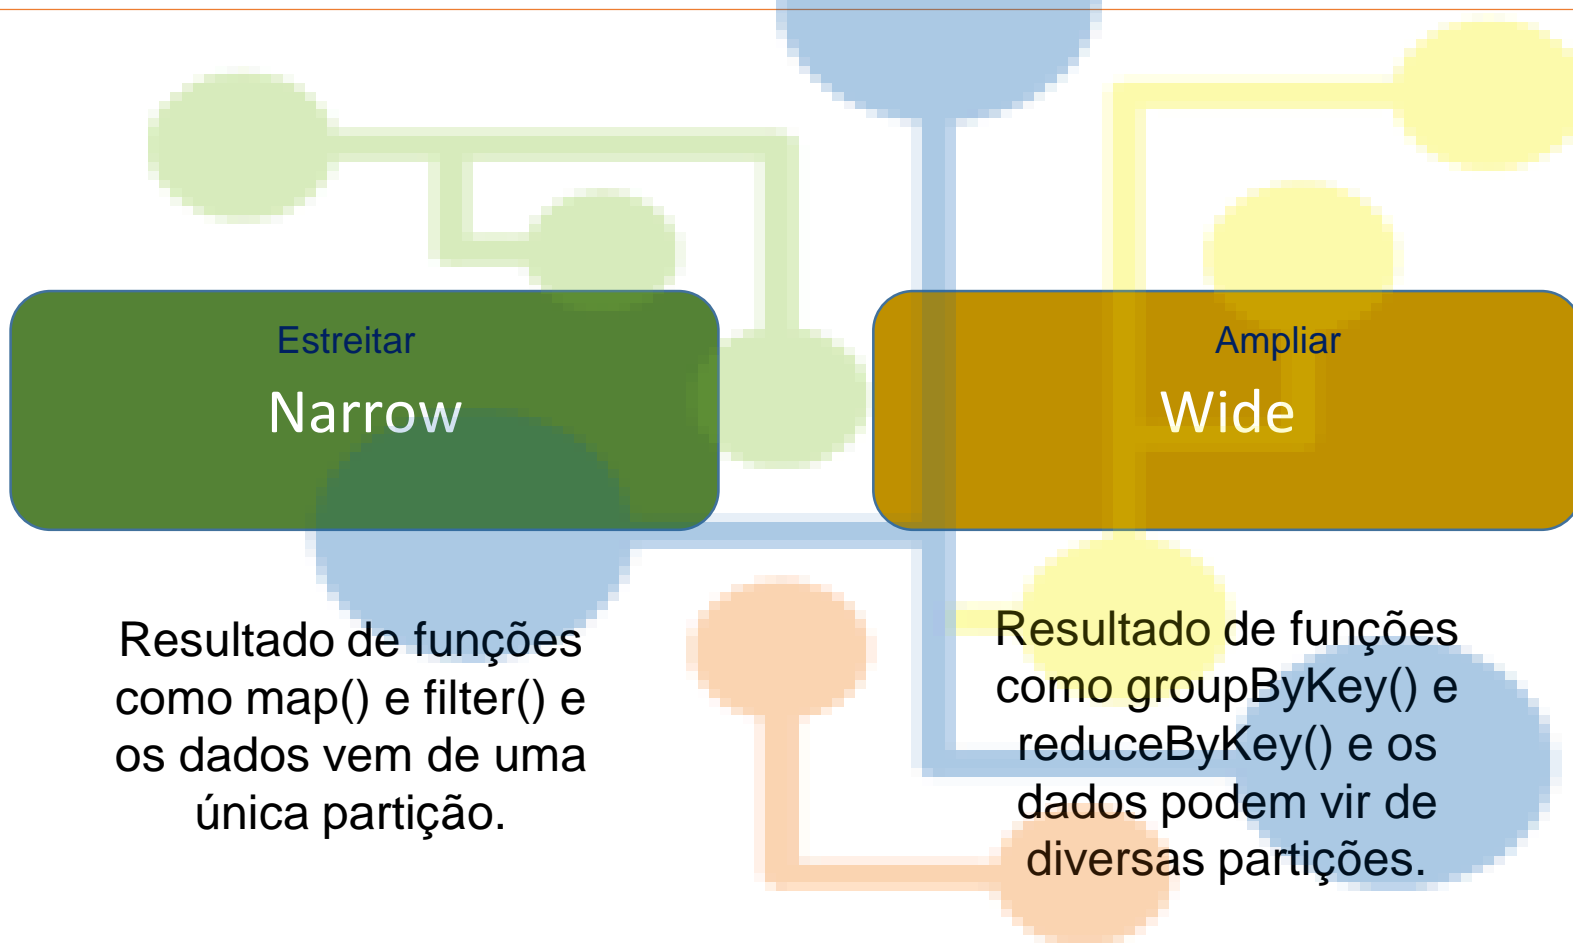 Estreitar
Narrow
Resultado de funções
como map() e filter() e
os dados vem de uma
única partição.
Ampliar
Wide
Resultado de funções
como groupByKey() e
reduceByKey() e os
dados podem vir de
diversas partições.